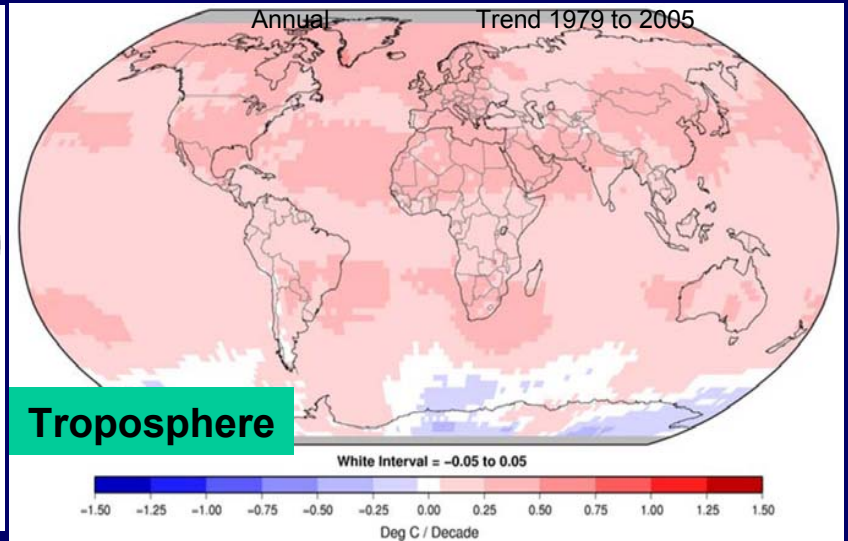 Annual Trend 1979 to 2005
Troposphere
White Interval = −0.05 to 0.05
−1.50 −1.25 −1.00 −0.75 −0.50 −0.25 0.00 0.25 0.50 0.75 1.00 1.25 1.50
Deg C / Decade